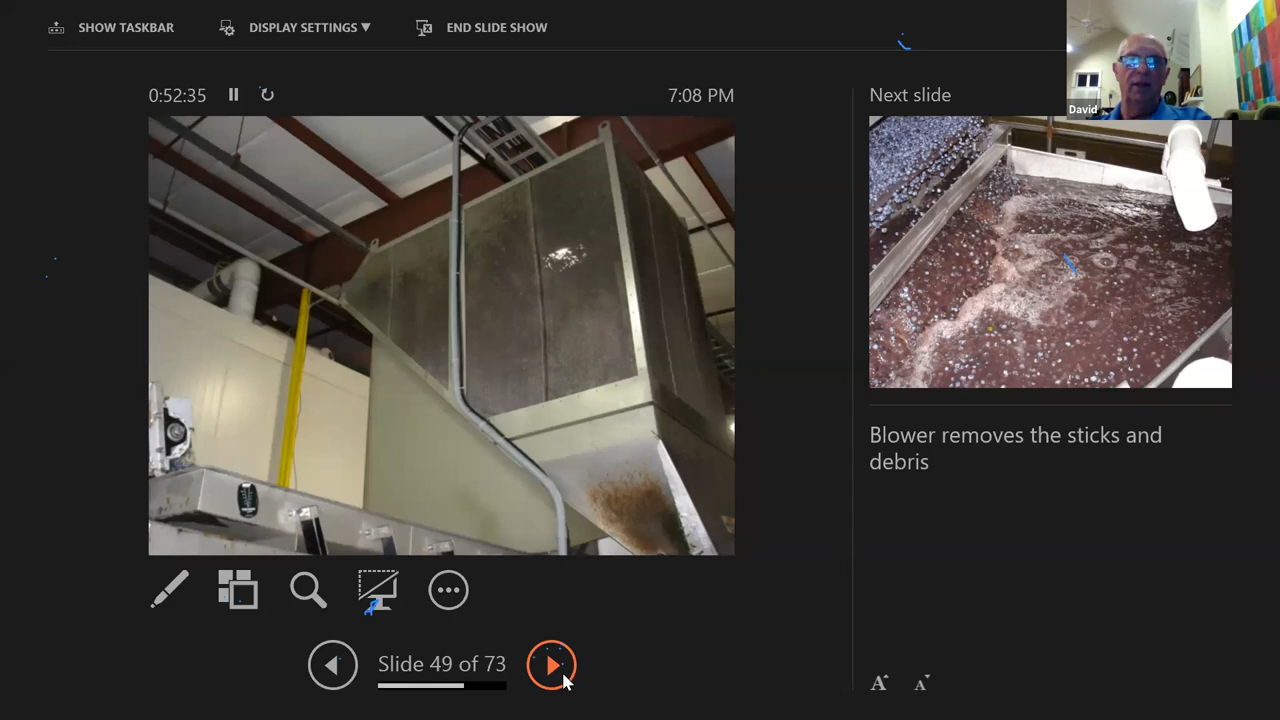 SHOW TASKBAR
DISPLAY SETTINGS ▼
END SLIDE SHOW
0:52:35
7:08 PM
Next slide
David
Blower removes the sticks and
debris
Slide 49 of 73
A
A